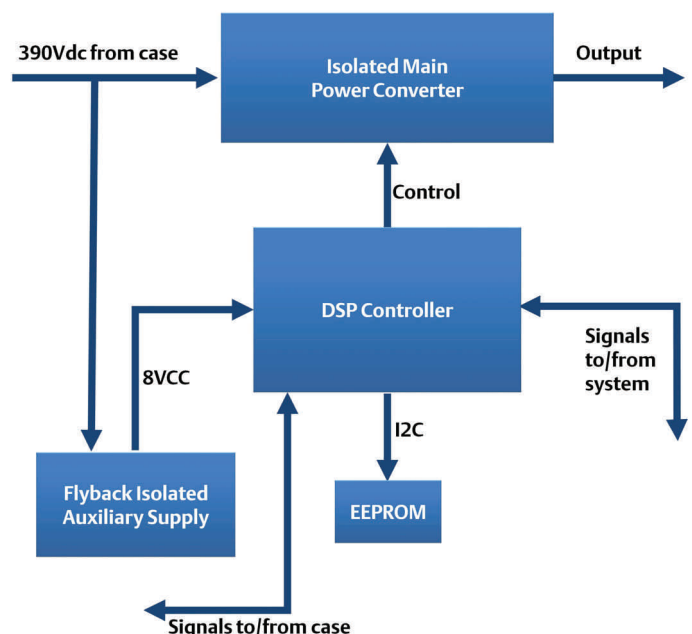 390Vdc from case
Isolated Main
Power Converter
Output
Control
DSP Controller
Signals
to/from
system
8VCC
I2C
Flyback Isolated
Auxiliary Supply
EEPROM
Signals to/from case